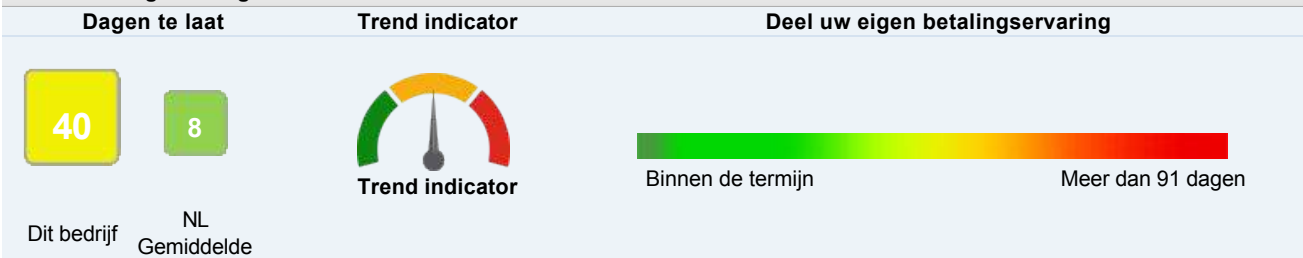 Dagen te laat
Trend indicator
Deel uw eigen betalingservaring
40
8
Trend indicator
Binnen de termijn
Meer dan 91 dagen
Dit bedrijf
NL
Gemiddelde